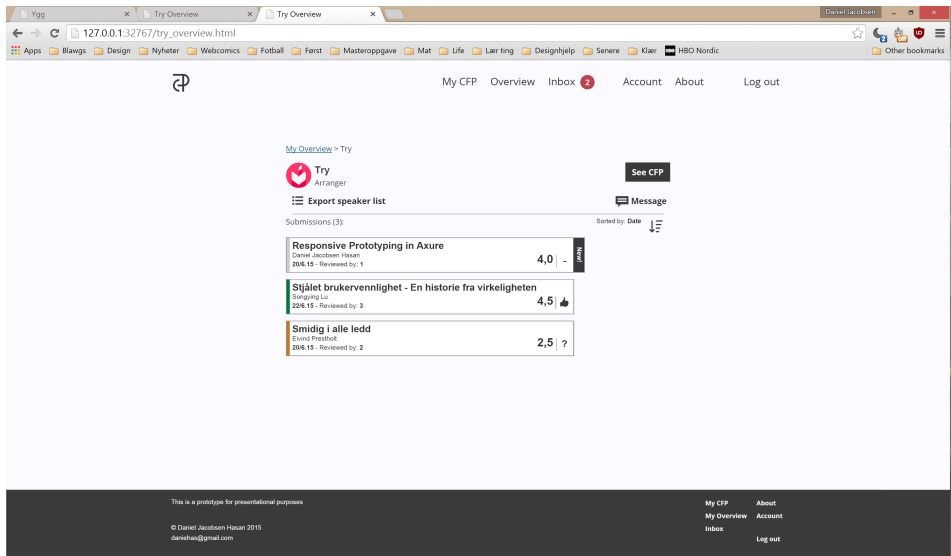 Ygg
Try Overview
Try Overview
Daniel Jacobsen
127.0.0.1:32767/try_overview.html
Apps Blawgs Design Nyheter Webcomics Fotball Først Masteroppgave Mat Life Lær ting Designhjelp Senere Klær HBO Nordic Other bookmarks
My CFP Overview Inbox 2 Account About Log out
My Overview > Try
Try
Arranger
See CFP
Export speaker list
Message
Submissions (3):
Sorted by: Date
Responsive Prototyping in Axure
Daniel Jacobsen Hasan
20/6.15 - Reviewed by: 1
4,0 -
New!
Stjålet brukervennlighet - En historie fra virkeligheten
Songying Lu
22/6.15 - Reviewed by: 3
4,5
Smidig i alle ledd
Eivind Prestholt
20/6.15 - Reviewed by: 2
2,5 ?
This is a prototype for presentational purposes
© Daniel Jacobsen Hasan 2015
daniehas@gmail.com
My CFP About
My Overview Account
Inbox
Log out